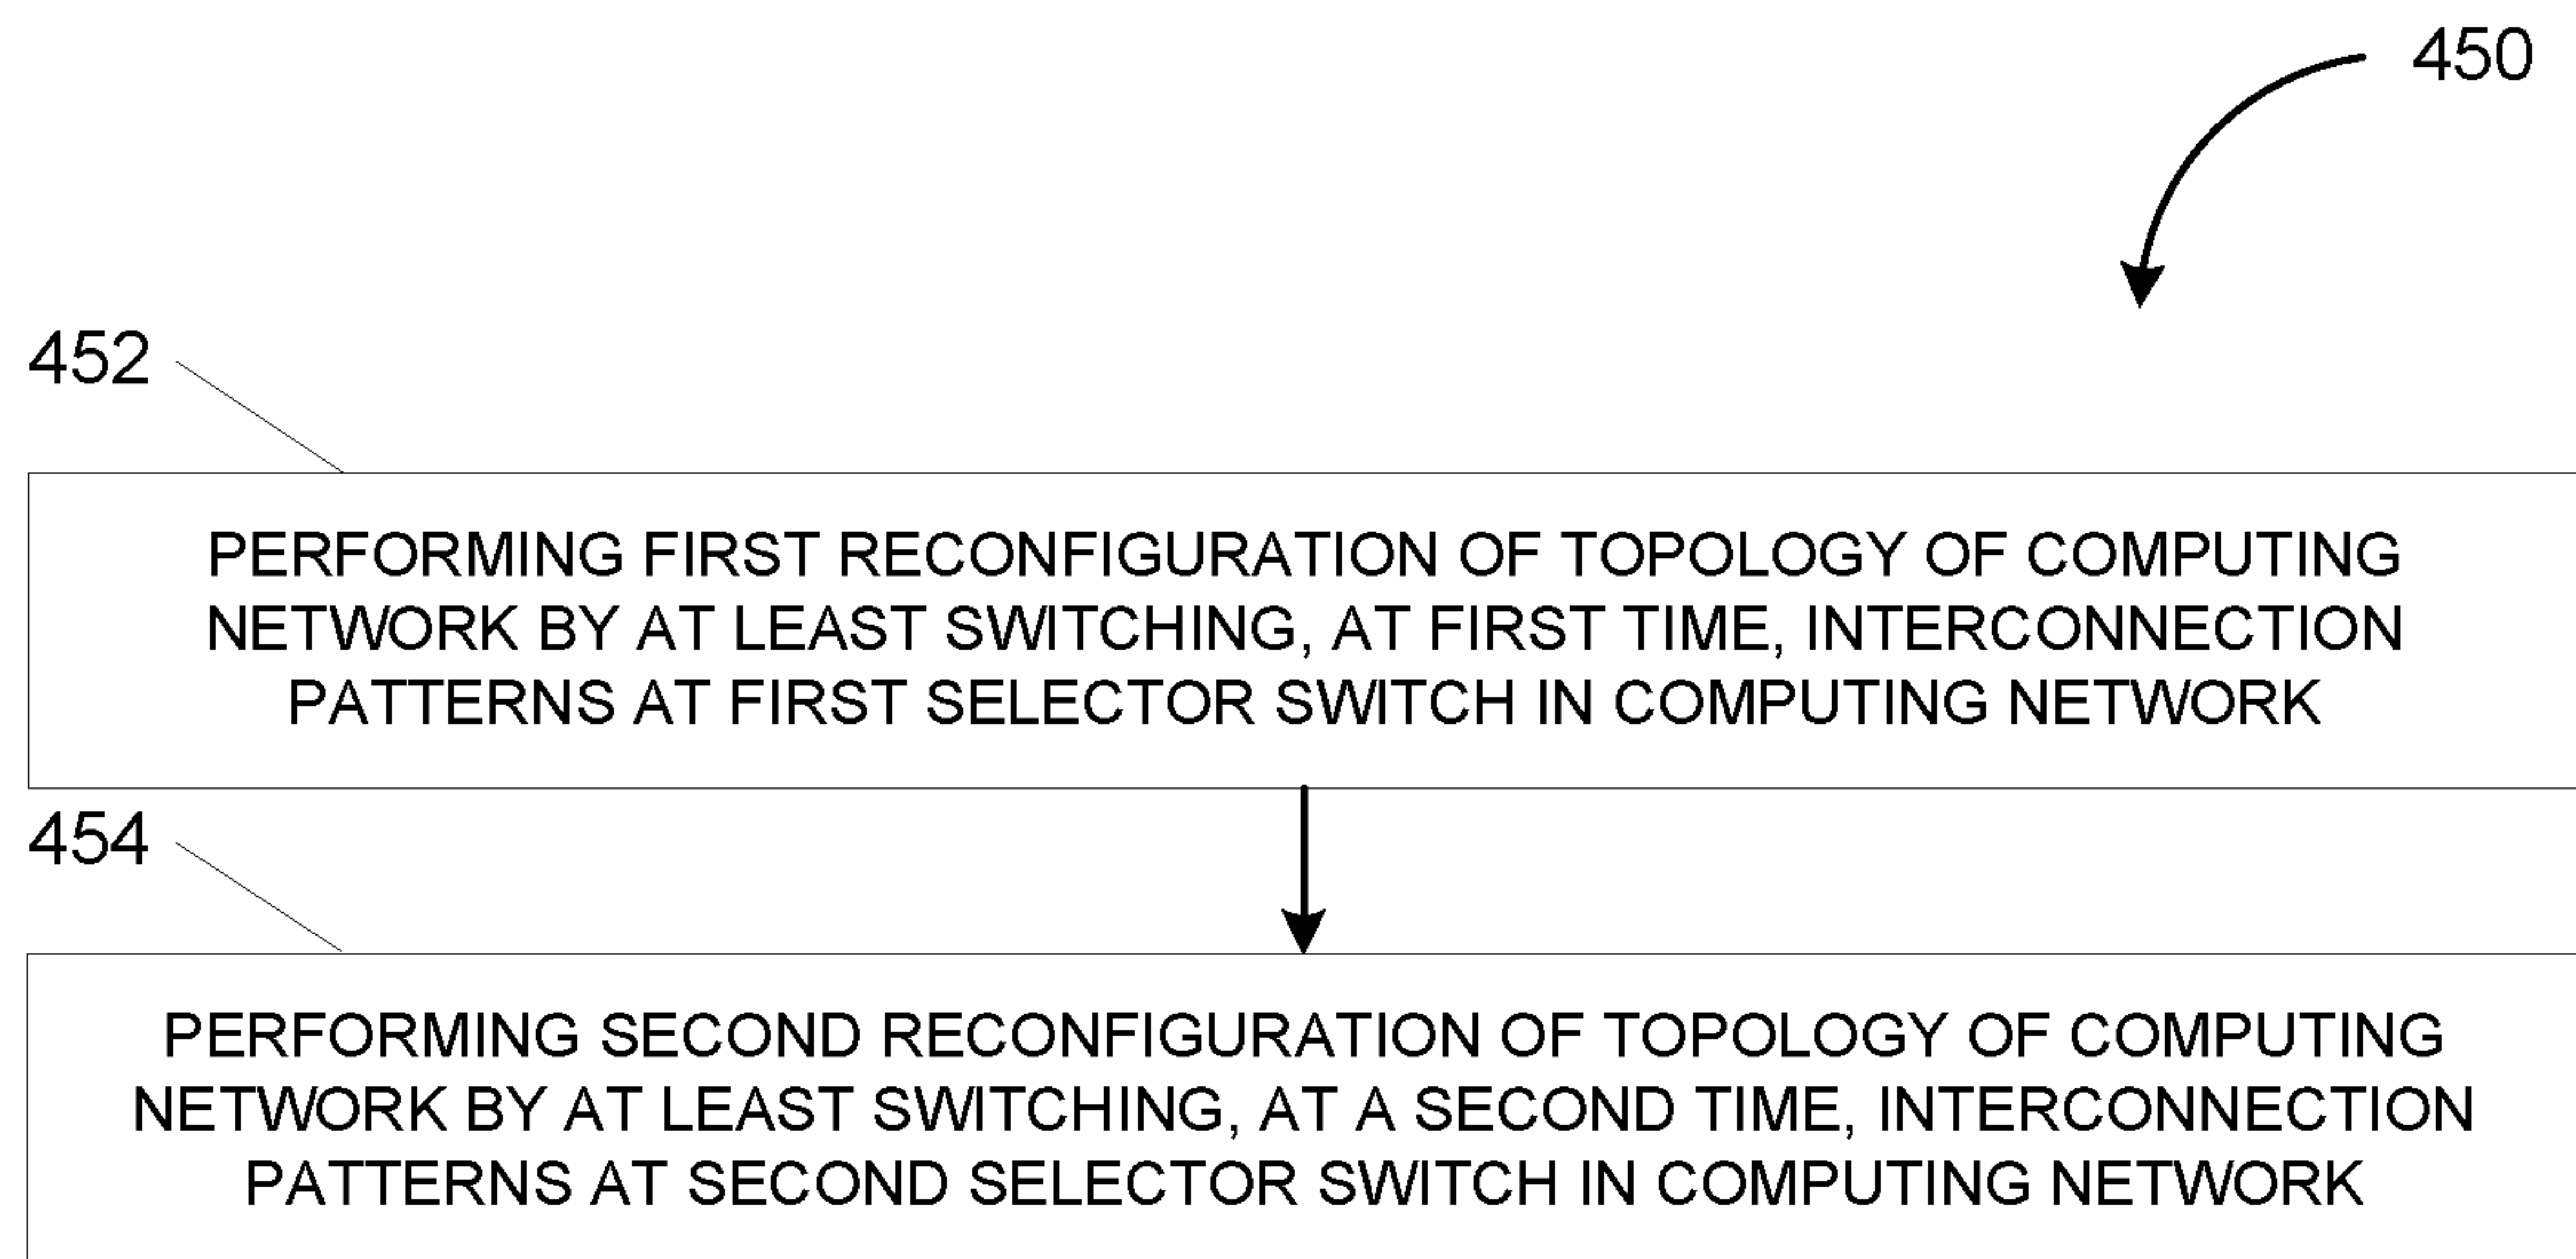 450
452
PERFORMING FIRST RECONFIGURATION OF TOPOLOGY OF COMPUTING
NETWORK BY AT LEAST SWITCHING, AT FIRST TIME, INTERCONNECTION
PATTERNS AT FIRST SELECTOR SWITCH IN COMPUTING NETWORK
454
PERFORMING SECOND RECONFIGURATION OF TOPOLOGY OF COMPUTING
NETWORK BY AT LEAST SWITCHING, AT A SECOND TIME, INTERCONNECTION
PATTERNS AT SECOND SELECTOR SWITCH IN COMPUTING NETWORK